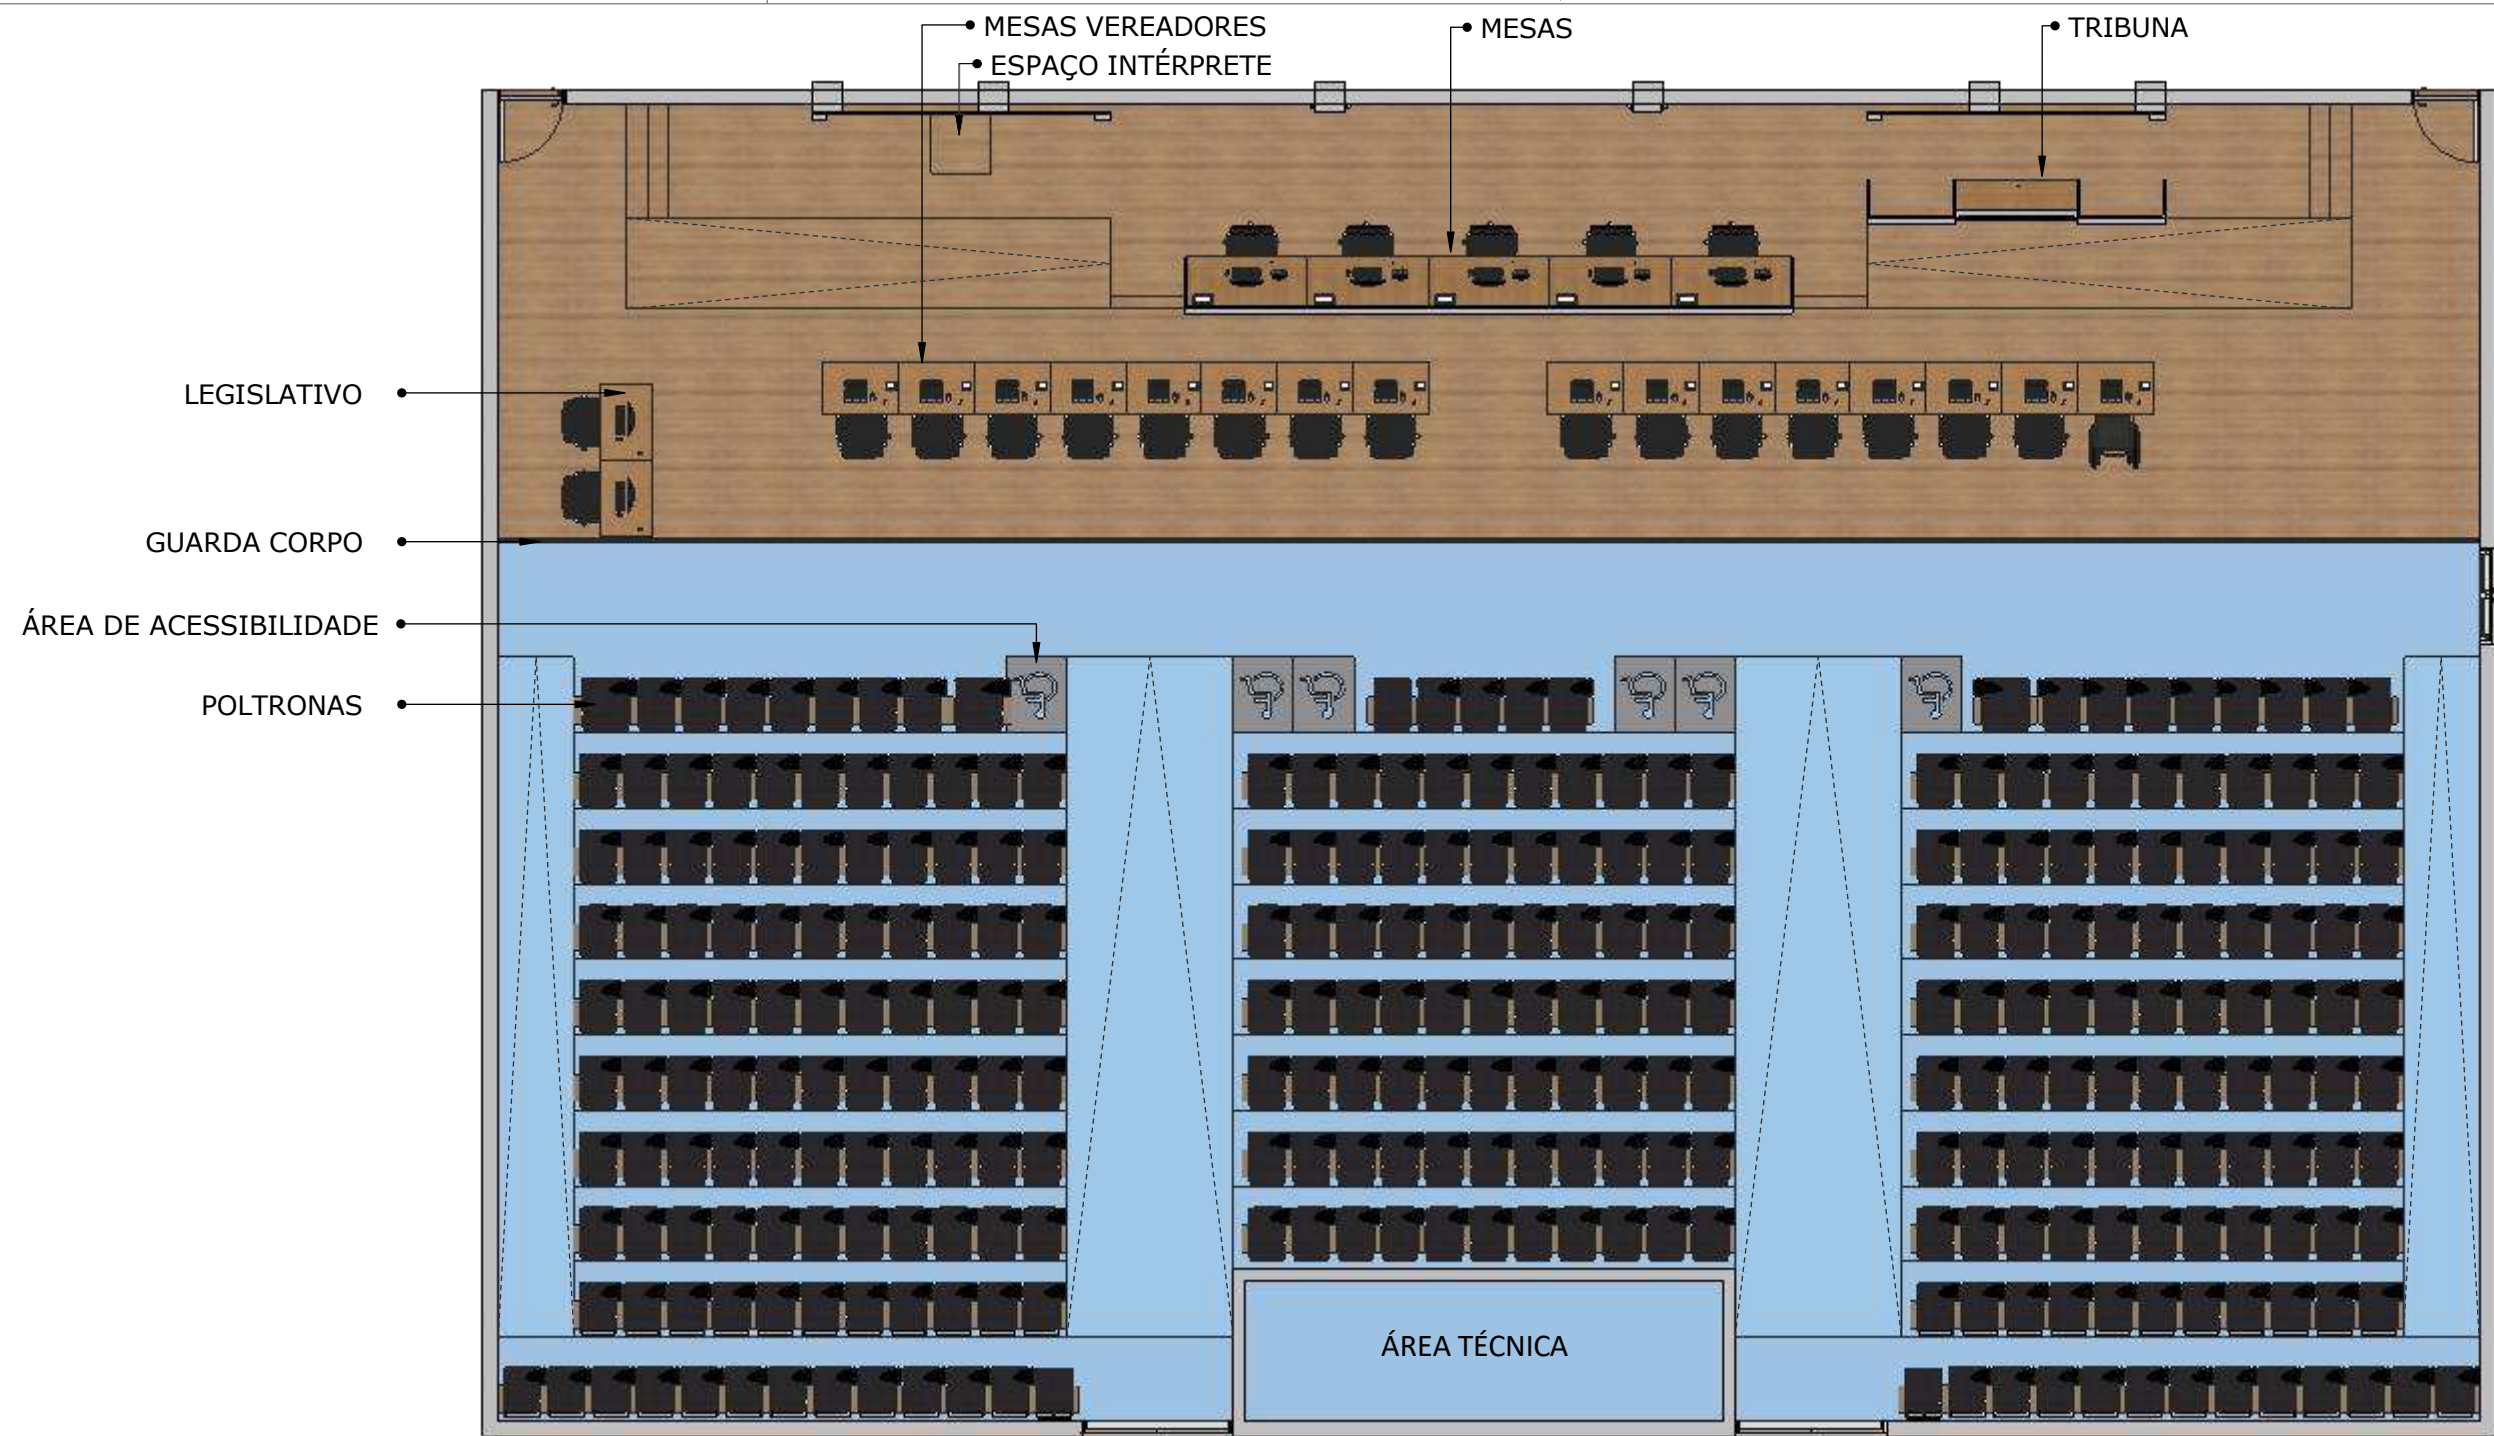 MESAS VEREADORES
MESAS
TRIBUNA
ESPAÇO INTÉRPRETE
LEGISLATIVO
GUARDA CORPO
ÁREA DE ACESSIBILIDADE
POLTRONAS
ÁREA TÉCNICA